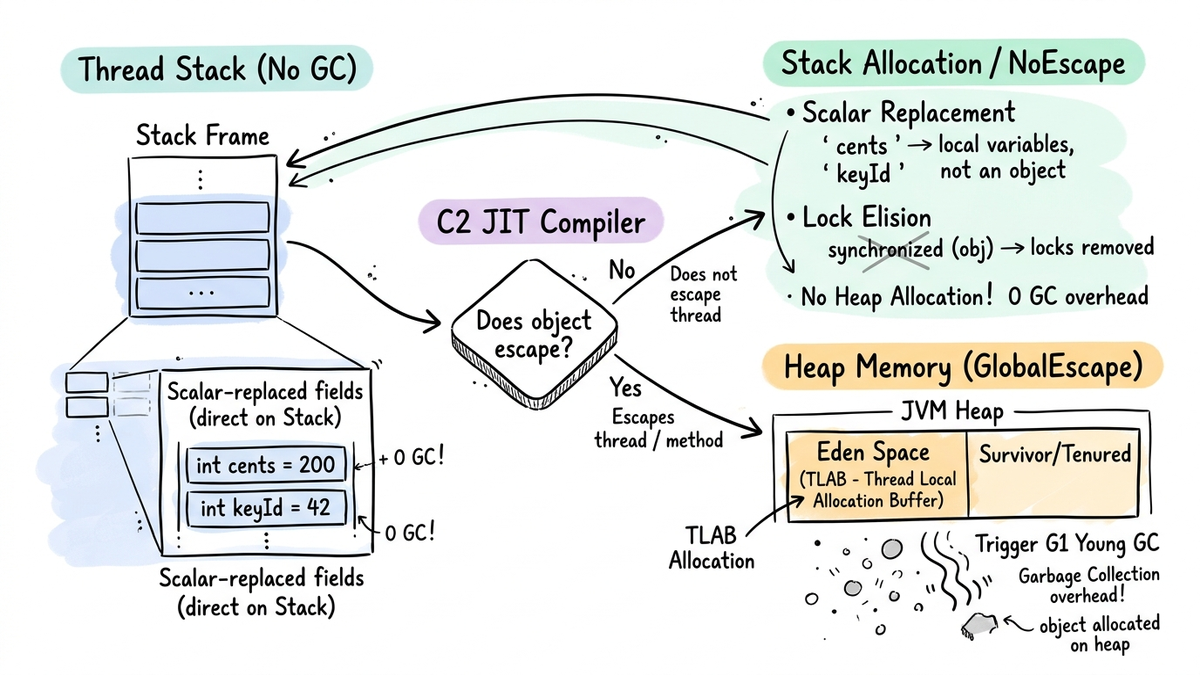 Thread Stack (No GC)
Stack Frame
⋮
...
Scalar-replaced fields
(direct on Stack)
int cents = 200
int keyId = 42
⋮
⋮
+ 0 GC!
0 GC!
Scalar-replaced fields
(direct on Stack)
C2 JIT Compiler
Does object
escape?
No
Does not
escape
thread
Yes
Escapes
thread / method
Stack Allocation / NoEscape
• Scalar Replacement
‘ cents ’ → local variables,
‘ keyId ’ not an object
• Lock Elision
synchronized (obj) → locks removed
· No Heap Allocation! 0 GC overhead
Heap Memory (GlobalEscape)
JVM Heap
Eden Space
(TLAB - Thread Local
Allocation Buffer)
Survivor/Tenured
TLAB
Allocation
Trigger G1 Young GC
Garbage Collection
overhead!
object allocated
on heap